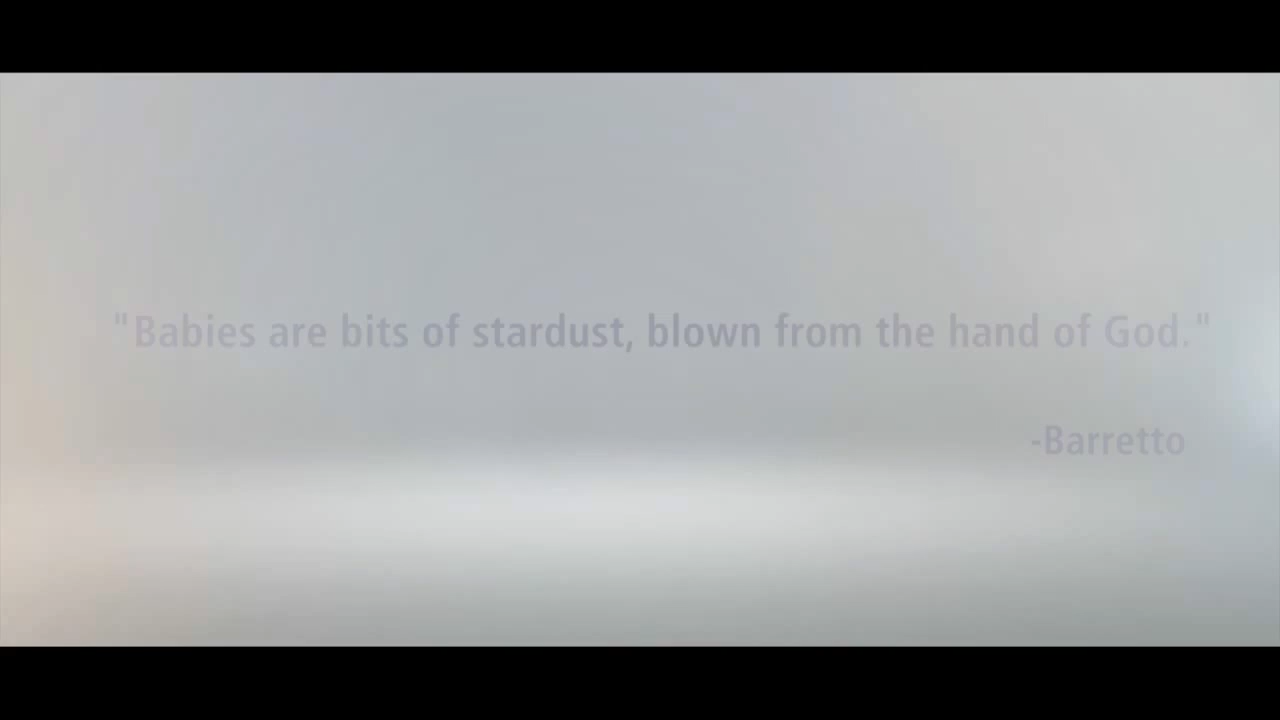 "Babies are bits of stardust, blown from the hand of God."
-Barretto